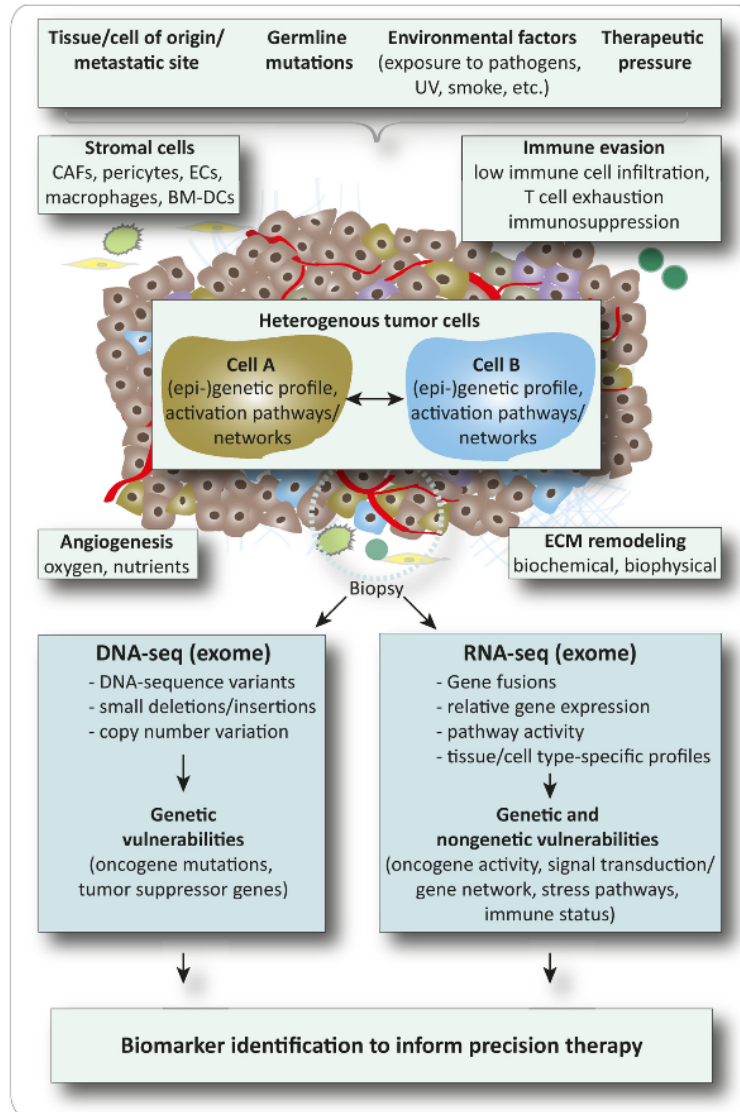 Tissue/cell of origin/
metastatic site
Germline
mutations
Environmental factors
(exposure to pathogens,
UV, smoke, etc.)
Therapeutic
pressure
Stromal cells
CAFs, pericytes, ECs,
macrophages, BM-DCs
Immune evasion
low immune cell infiltration,
T cell exhaustion
immunosuppression
Heterogenous tumor cells
Cell A
(epi-)genetic profile,
activation pathways/
networks
Cell B
(epi-)genetic profile,
activation pathways/
networks
Angiogenesis
oxygen, nutrients
ECM remodeling
biochemical, biophysical
Biopsy
DNA-seq (exome)
- DNA-sequence variants
- small deletions/insertions
- copy number variation
Genetic
vulnerabilities
(oncogene mutations,
tumor suppressor genes)
RNA-seq (exome)
- Gene fusions
- relative gene expression
- pathway activity
- tissue/cell type-specific profiles
Genetic and
nongenetic vulnerabilities
(oncogene activity, signal transduction/
gene network, stress pathways,
immune status)
Biomarker identification to inform precision therapy